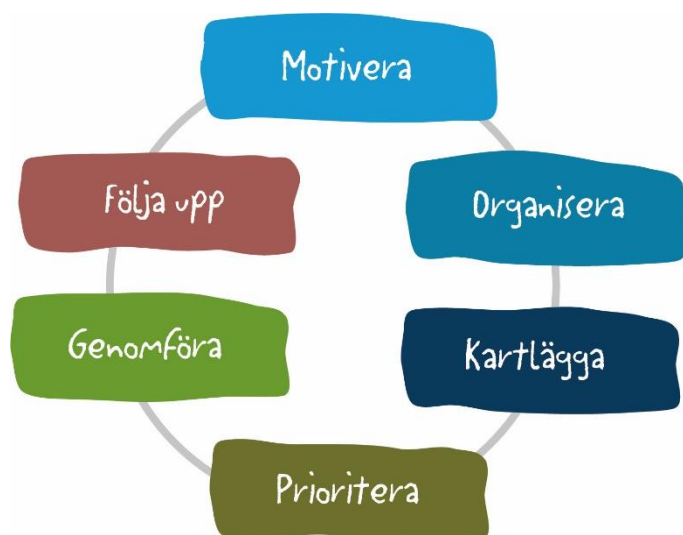 Motivera
Organisera
Kartlägga
Prioritera
Genomföra
Följa upp